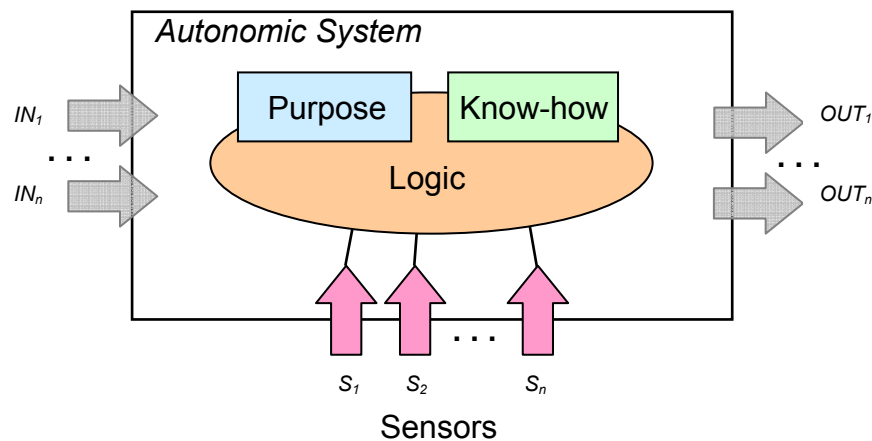 Autonomic System
Purpose
Know-how
IN₁
OUT₁
. . .
. . .
Logic
INₙ
OUTₙ
. . .
S₁
S₂
Sₙ
Sensors